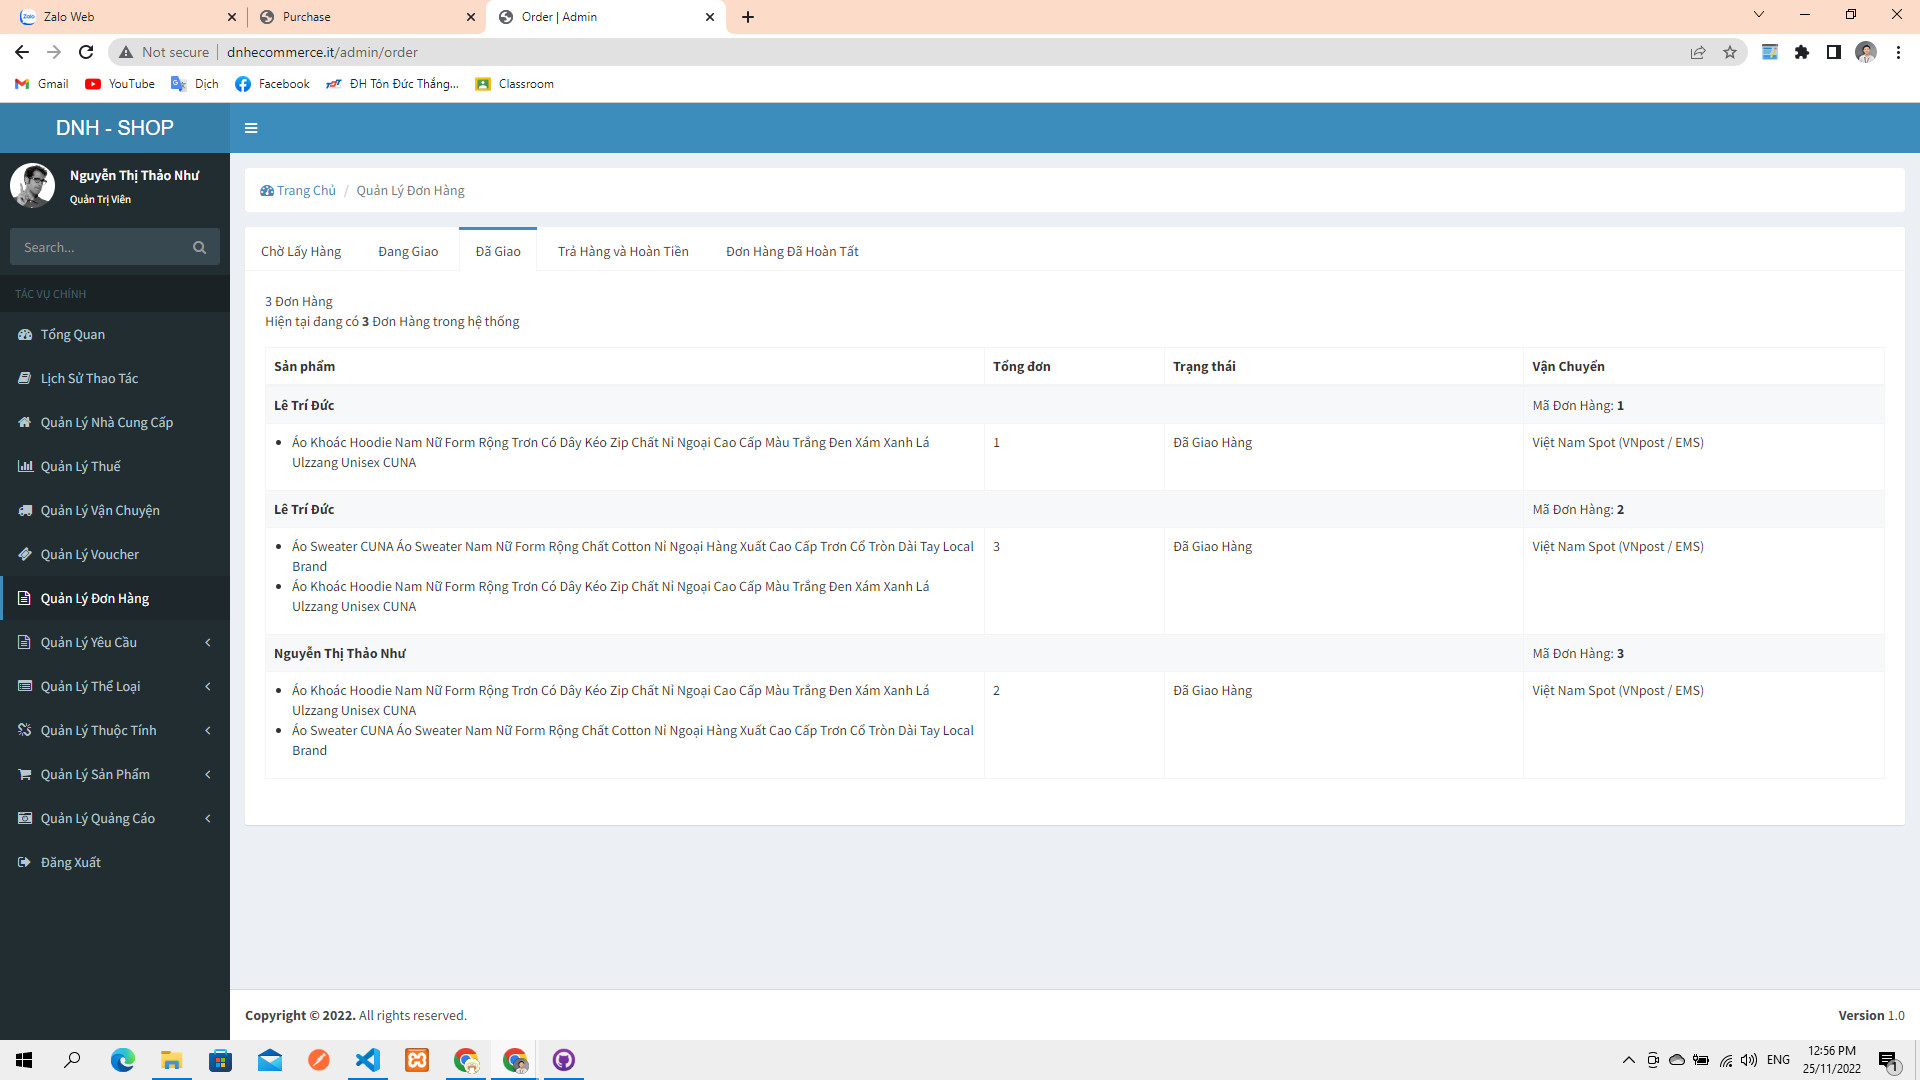 Zalo Web
Purchase
Order | Admin
Not secure
dnhecommerce.it/admin/order
Gmail
YouTube
Dịch
Facebook
ĐH Tôn Đức Thắng...
Classroom
DNH - SHOP
Nguyễn Thị Thảo Như
Quản Trị Viên
Search...
TÁC VỤ CHÍNH
Tổng Quan
Lịch Sử Thao Tác
Quản Lý Nhà Cung Cấp
Quản Lý Thuế
Quản Lý Vận Chuyện
Quản Lý Voucher
Quản Lý Đơn Hàng
Quản Lý Yêu Cầu
Quản Lý Thể Loại
Quản Lý Thuộc Tính
Quản Lý Sản Phẩm
Quản Lý Quảng Cáo
Đăng Xuất
Trang Chủ / Quản Lý Đơn Hàng
Chờ Lấy Hàng
Đang Giao
Đã Giao
Trả Hàng và Hoàn Tiền
Đơn Hàng Đã Hoàn Tất
3 Đơn Hàng
Hiện tại đang có 3 Đơn Hàng trong hệ thống
Sản phẩm
Tổng đơn
Trạng thái
Vận Chuyển
Lê Trí Đức
Mã Đơn Hàng: 1
Áo Khoác Hoodie Nam Nữ Form Rộng Trơn Có Dây Kéo Zip Chất Nỉ Ngoại Cao Cấp Màu Trắng Đen Xám Xanh Lá
Ulzzang Unisex CUNA
1
Đã Giao Hàng
Việt Nam Spot (VNpost / EMS)
Lê Trí Đức
Mã Đơn Hàng: 2
Áo Sweater CUNA Áo Sweater Nam Nữ Form Rộng Chất Cotton Nỉ Ngoại Hàng Xuất Cao Cấp Trơn Cổ Tròn Dài Tay Local
Brand
Áo Khoác Hoodie Nam Nữ Form Rộng Trơn Có Dây Kéo Zip Chất Nỉ Ngoại Cao Cấp Màu Trắng Đen Xám Xanh Lá
Ulzzang Unisex CUNA
3
Đã Giao Hàng
Việt Nam Spot (VNpost / EMS)
Nguyễn Thị Thảo Như
Mã Đơn Hàng: 3
Áo Khoác Hoodie Nam Nữ Form Rộng Trơn Có Dây Kéo Zip Chất Nỉ Ngoại Cao Cấp Màu Trắng Đen Xám Xanh Lá
Ulzzang Unisex CUNA
Áo Sweater CUNA Áo Sweater Nam Nữ Form Rộng Chất Cotton Nỉ Ngoại Hàng Xuất Cao Cấp Trơn Cổ Tròn Dài Tay Local
Brand
2
Đã Giao Hàng
Việt Nam Spot (VNpost / EMS)
Copyright © 2022. All rights reserved.
Version 1.0
ENG
12:56 PM
25/11/2022
1